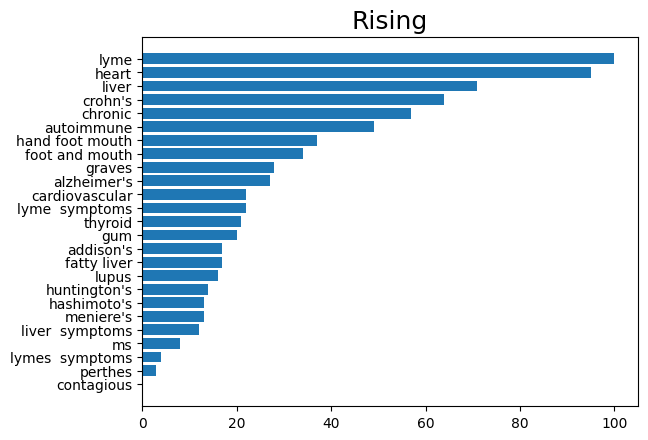 Rising
lyme
heart
liver
crohn's
chronic
autoimmune
hand foot mouth
foot and mouth
graves
alzheimer's
cardiovascular
lyme  symptoms
thyroid
gum
addison's
fatty liver
lupus
huntington's
hashimoto's
meniere's
liver  symptoms
ms
lymes  symptoms
perthes
contagious
0 20 40 60 80 100